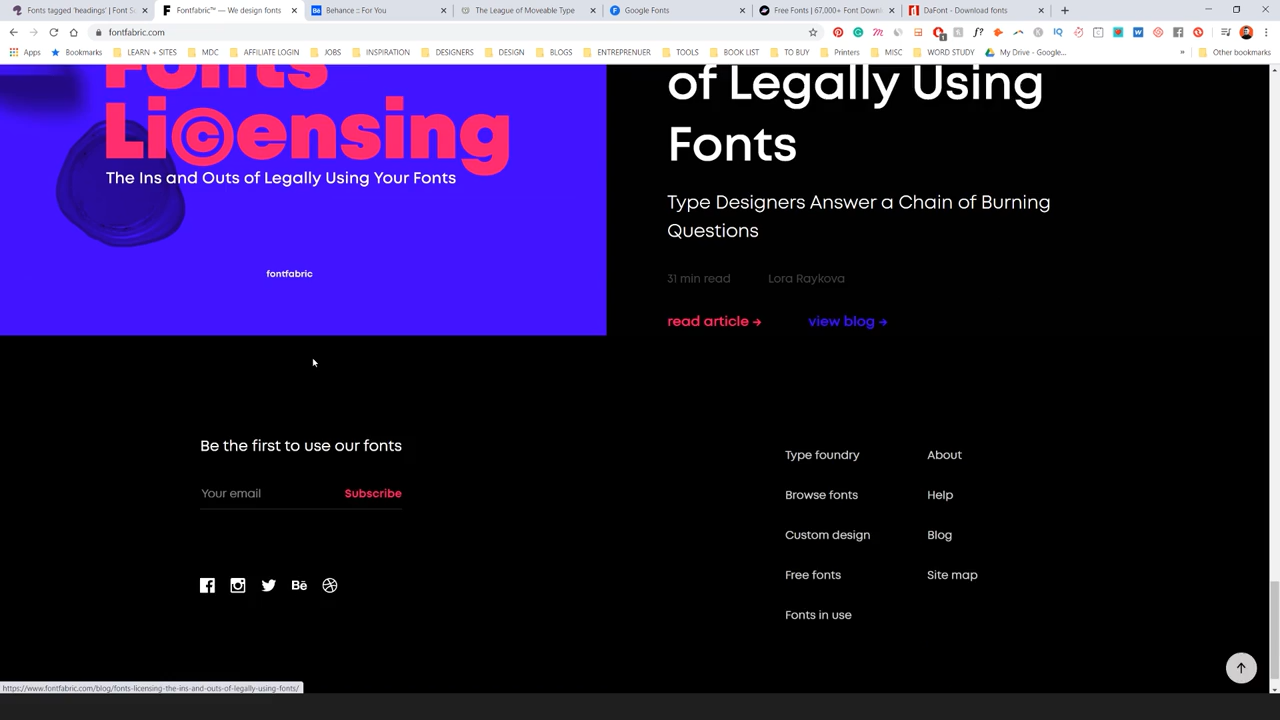 Fonts tagged 'headings' | Font S
Fontfabric™ — We design fonts
Behance :: For You
The League of Moveable Type
Google Fonts
Free Fonts | 67,000+ Font Down
DaFont - Download fonts
fontfabric.com
Apps
Bookmarks
LEARN + SITES
MDC
AFFILIATE LOGIN
JOBS
INSPIRATION
DESIGNERS
DESIGN
BLOGS
ENTREPRENUER
TOOLS
BOOK LIST
TO BUY
Printers
MISC
WORD STUDY
My Drive - Google...
»
Other bookmarks
Fonts
Licensing
The Ins and Outs of Legally Using Your Fonts
fontfabric
of Legally Using
Fonts
Type Designers Answer a Chain of Burning
Questions
31 min read
Lora Raykova
read article →
view blog →
Be the first to use our fonts
Your email
Subscribe
Bē
Type foundry
About
Browse fonts
Help
Custom design
Blog
Free fonts
Site map
Fonts in use
https://www.fontfabric.com/blog/fonts-licensing-the-ins-and-outs-of-legally-using-fonts/